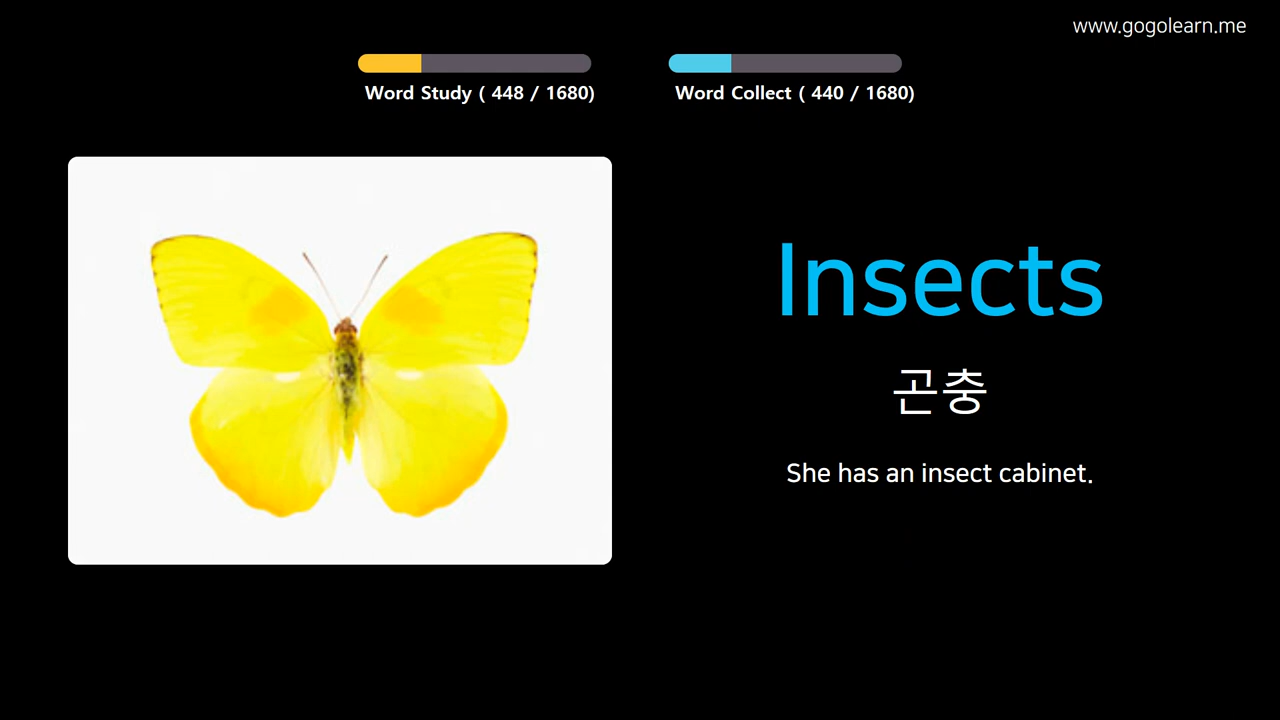 www.gogolearn.me
Word Study ( 448 / 1680)
Word Collect ( 440 / 1680)
Insects
곤충
She has an insect cabinet.